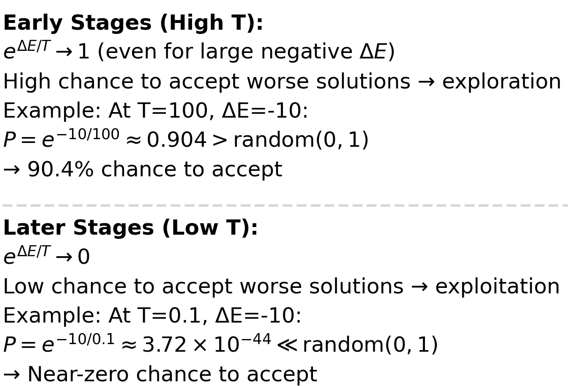 Early Stages (High T):
$e^{\Delta E/T} \to 1$ (even for large negative $\Delta E$)
High chance to accept worse solutions → exploration
Example: At T=100, ΔE=-10:
$P = e^{-10/100} \approx 0.904 > \text{random}(0, 1)$
→ 90.4% chance to accept
Later Stages (Low T):
$e^{\Delta E/T} \to 0$
Low chance to accept worse solutions → exploitation
Example: At T=0.1, ΔE=-10:
$P = e^{-10/0.1} \approx 3.72 \times 10^{-44} \ll \text{random}(0, 1)$
→ Near-zero chance to accept